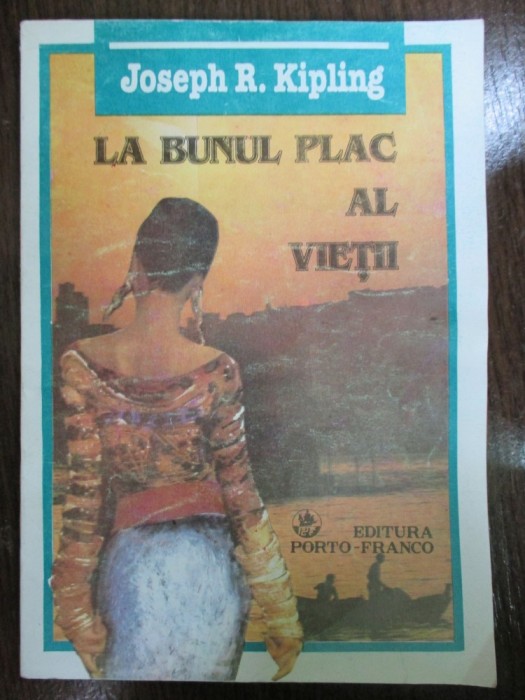 Joseph R. Kipling
LA BUNUL PLAC
AL
VIEȚII
EDITURA
PORTO-FRANCO